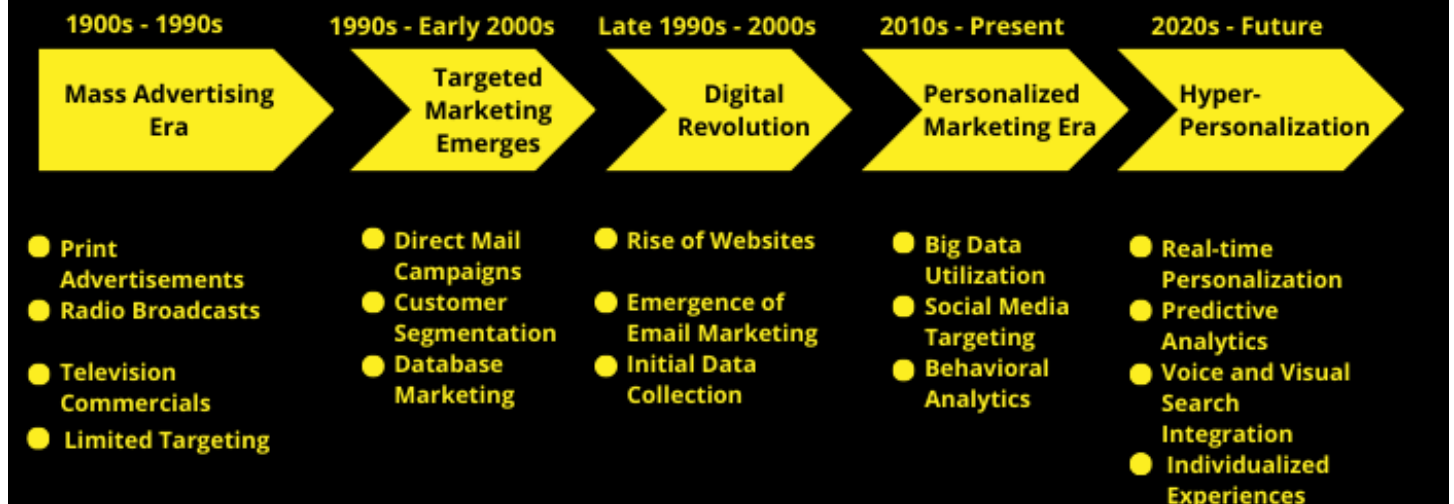 1900s - 1990s
1990s - Early 2000s
Late 1990s - 2000s
2010s - Present
2020s - Future
Mass Advertising
Era
Targeted
Marketing
Emerges
Digital
Revolution
Personalized
Marketing Era
Hyper-
Personalization
Print
Advertisements
Radio Broadcasts
Television
Commercials
Limited Targeting
Direct Mail
Campaigns
Customer
Segmentation
Database
Marketing
Rise of Websites
Emergence of
Email Marketing
Initial Data
Collection
Big Data
Utilization
Social Media
Targeting
Behavioral
Analytics
Real-time
Personalization
Predictive
Analytics
Voice and Visual
Search
Integration
Individualized
Experiences